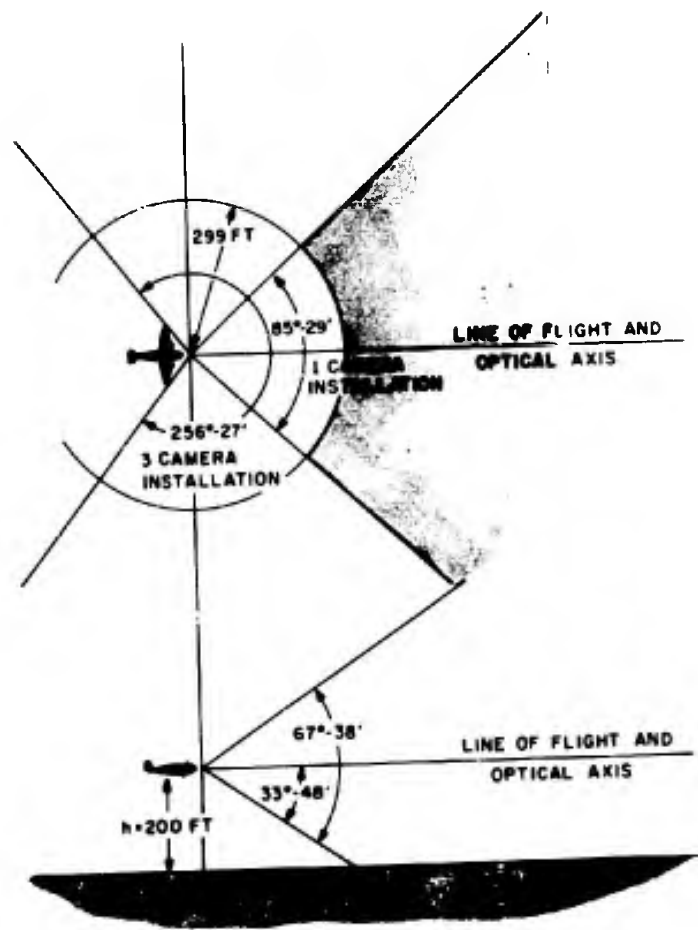 299 FT
85°-29'
LINE OF FLIGHT AND
OPTICAL AXIS
1 CAMERA
INSTALLATION
256°-27'
3 CAMERA
INSTALLATION
67°-38'
LINE OF FLIGHT AND
OPTICAL AXIS
33°-48'
h=200 FT